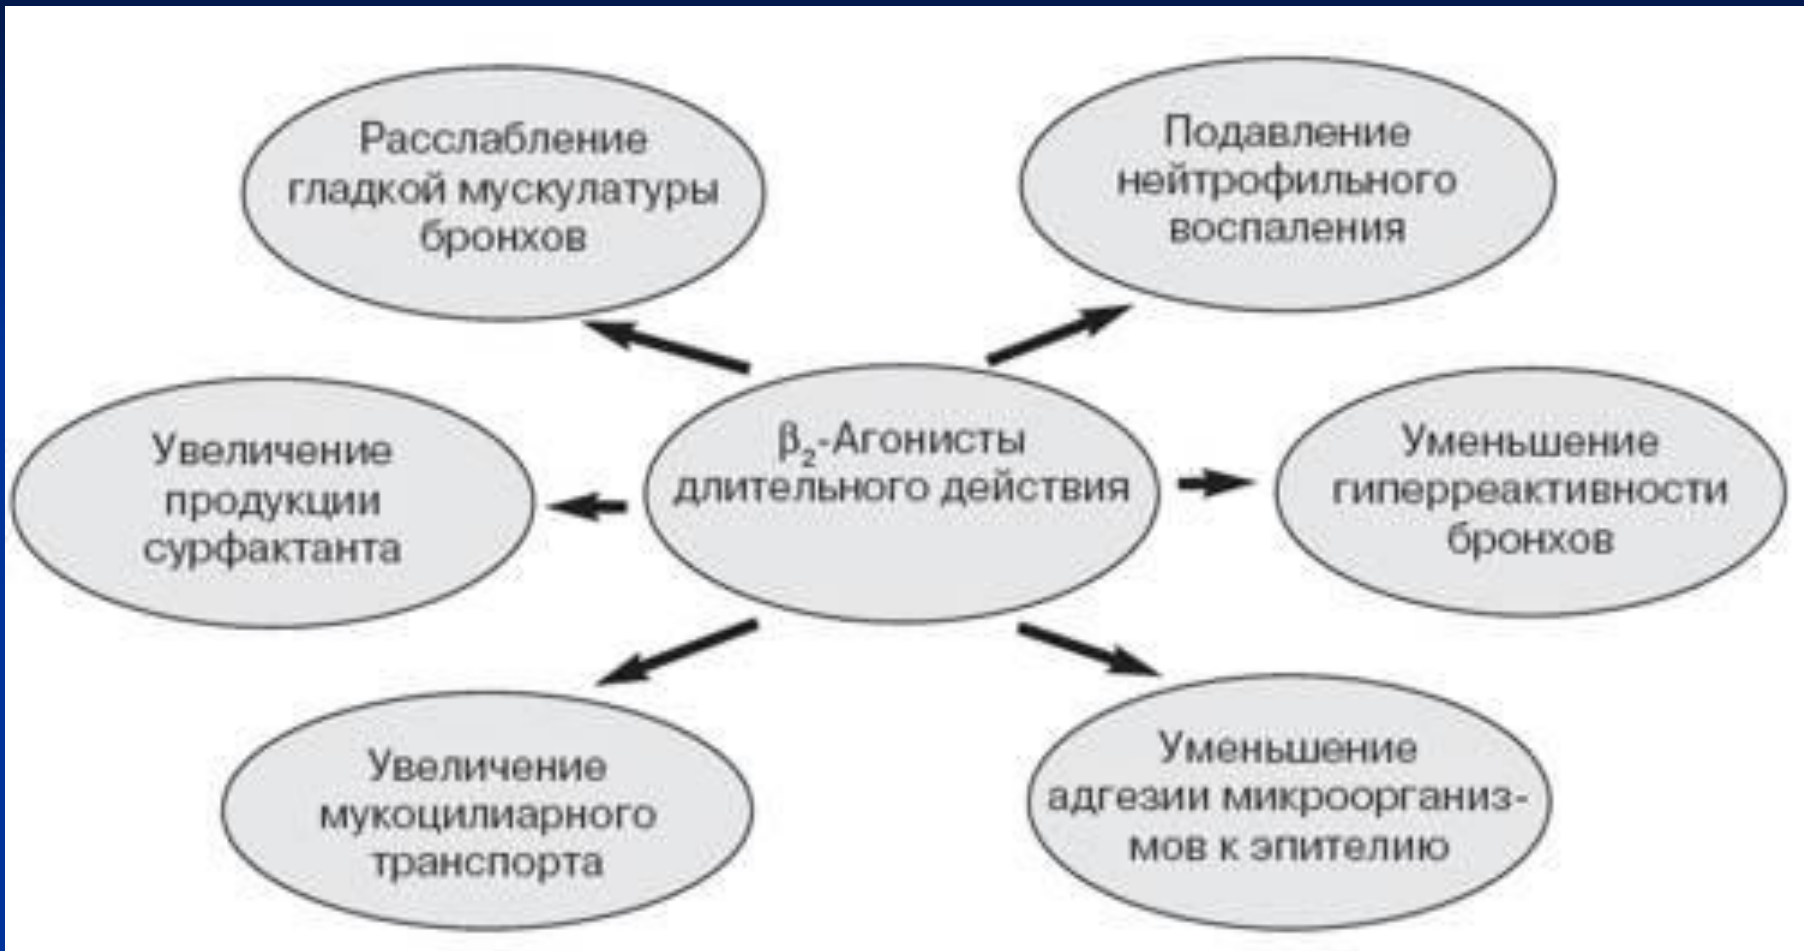 Расслабление
гладкой мускулатуры
бронхов
Подавление
нейтрофильного
воспаления
Увеличение
продукции
сурфактанта
β₂-Агонисты
длительного действия
Уменьшение
гиперреактивности
бронхов
Увеличение
мукоцилиарного
транспорта
Уменьшение
адгезии микроорганиз-
мов к эпителию